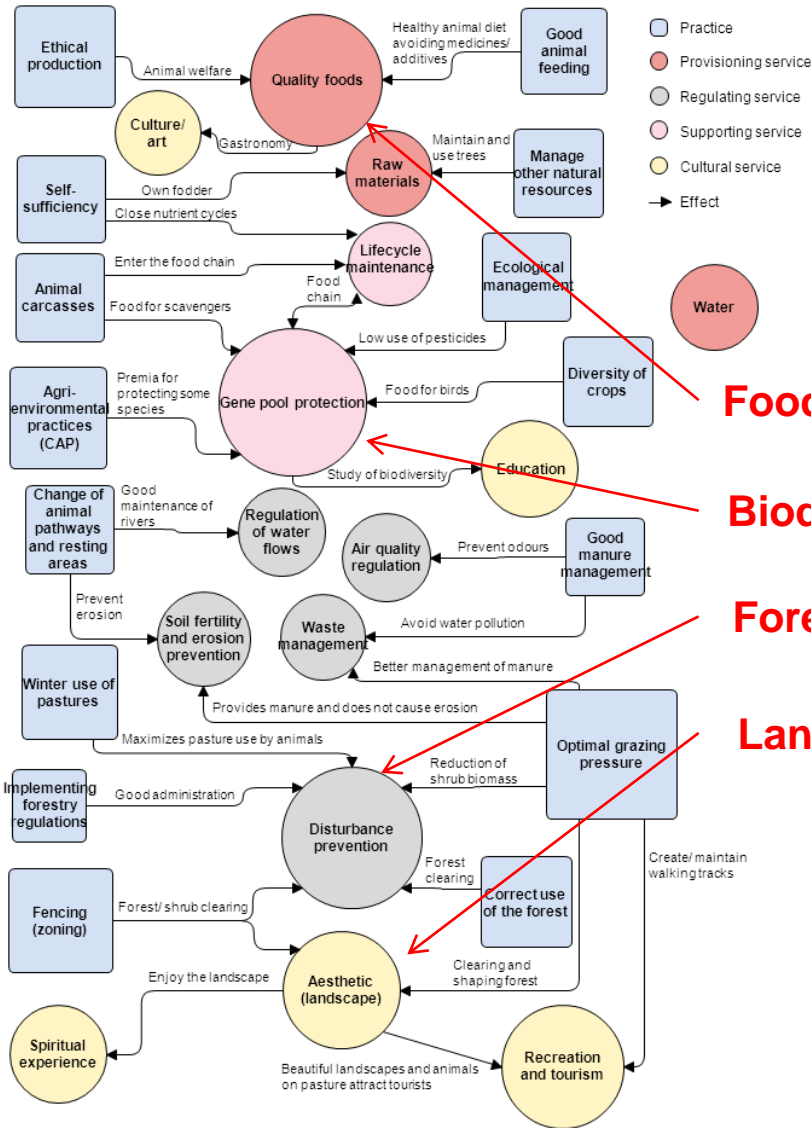 Ethical
production
Animal welfare
Quality foods
Healthy animal diet
avoiding medicines/
additives
Good
animal
feeding
Practice
Provisioning service
Regulating service
Supporting service
Cultural service
Effect
Culture/
art
Gastronomy
Raw
materials
Maintain and
use trees
Manage
other natural
resources
Self-
sufficiency
Own fodder
Close nutrient cycles
Lifecycle
maintenance
Animal
carcasses
Enter the food chain
Food for scavengers
Food
chain
Ecological
management
Water
Low use of pesticides
Agri-
environmental
practices
(CAP)
Premia for
protecting some
species
Gene pool protection
Food for birds
Diversity of
crops
Food
Study of biodiversity
Education
Change of
animal
pathways
and resting
areas
Good
maintenance of
rivers
Regulation
of water
flows
Air quality
regulation
Prevent odours
Good
manure
management
Prevent
erosion
Soil fertility
and erosion
prevention
Waste
management
Avoid water pollution
Better management of manure
Winter use of
pastures
Provides manure and does not cause erosion
Maximizes pasture use by animals
Optimal grazing
pressure
Implementing
forestry
regulations
Good administration
Reduction of
shrub biomass
Disturbance
prevention
Create/ maintain
walking tracks
Fencing
(zoning)
Forest/ shrub clearing
Forest
clearing
Correct use
of the forest
Enjoy the landscape
Aesthetic
(landscape)
Clearing and
shaping forest
Spiritual
experience
Beautiful landscapes and animals
on pasture attract tourists
Recreation
and tourism